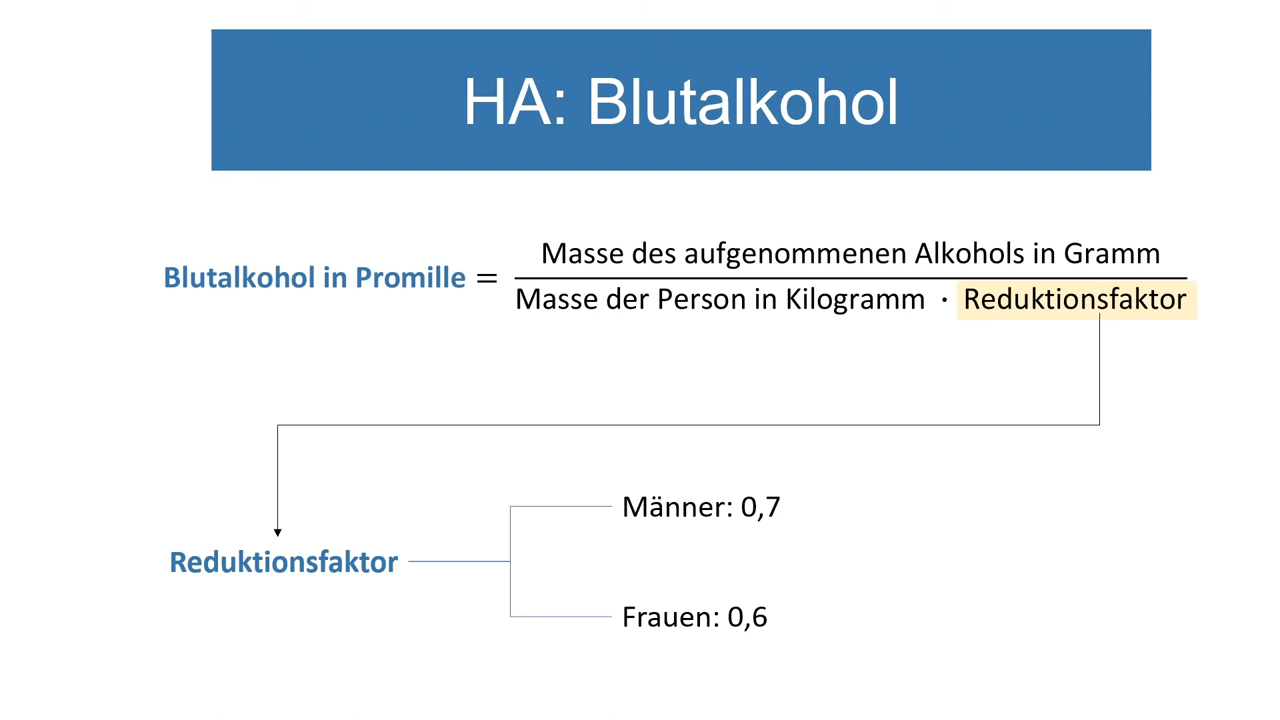 HA: Blutalkohol
Masse des aufgenommenen Alkohols in Gramm
Blutalkohol in Promille =
Masse der Person in Kilogramm · Reduktionsfaktor
Männer: 0,7
Reduktionsfaktor
Frauen: 0,6